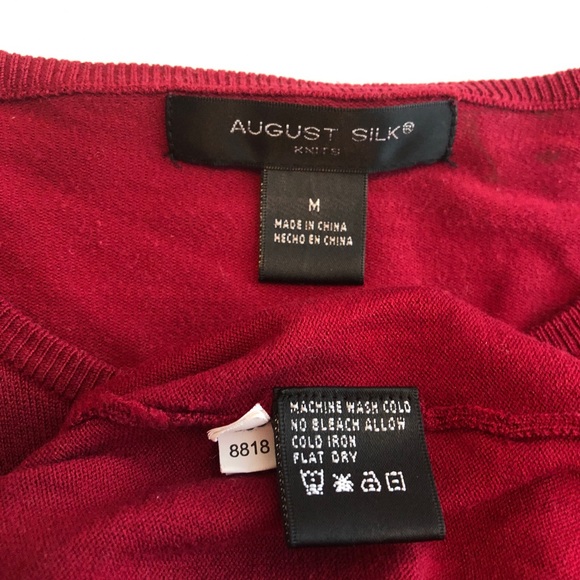 AUGUST SILK®
KNITS
M
MADE IN CHINA
HECHO EN CHINA
MACHINE WASH COLD
NO BLEACH ALLOW
COLD IRON
FLAT DRY
8818